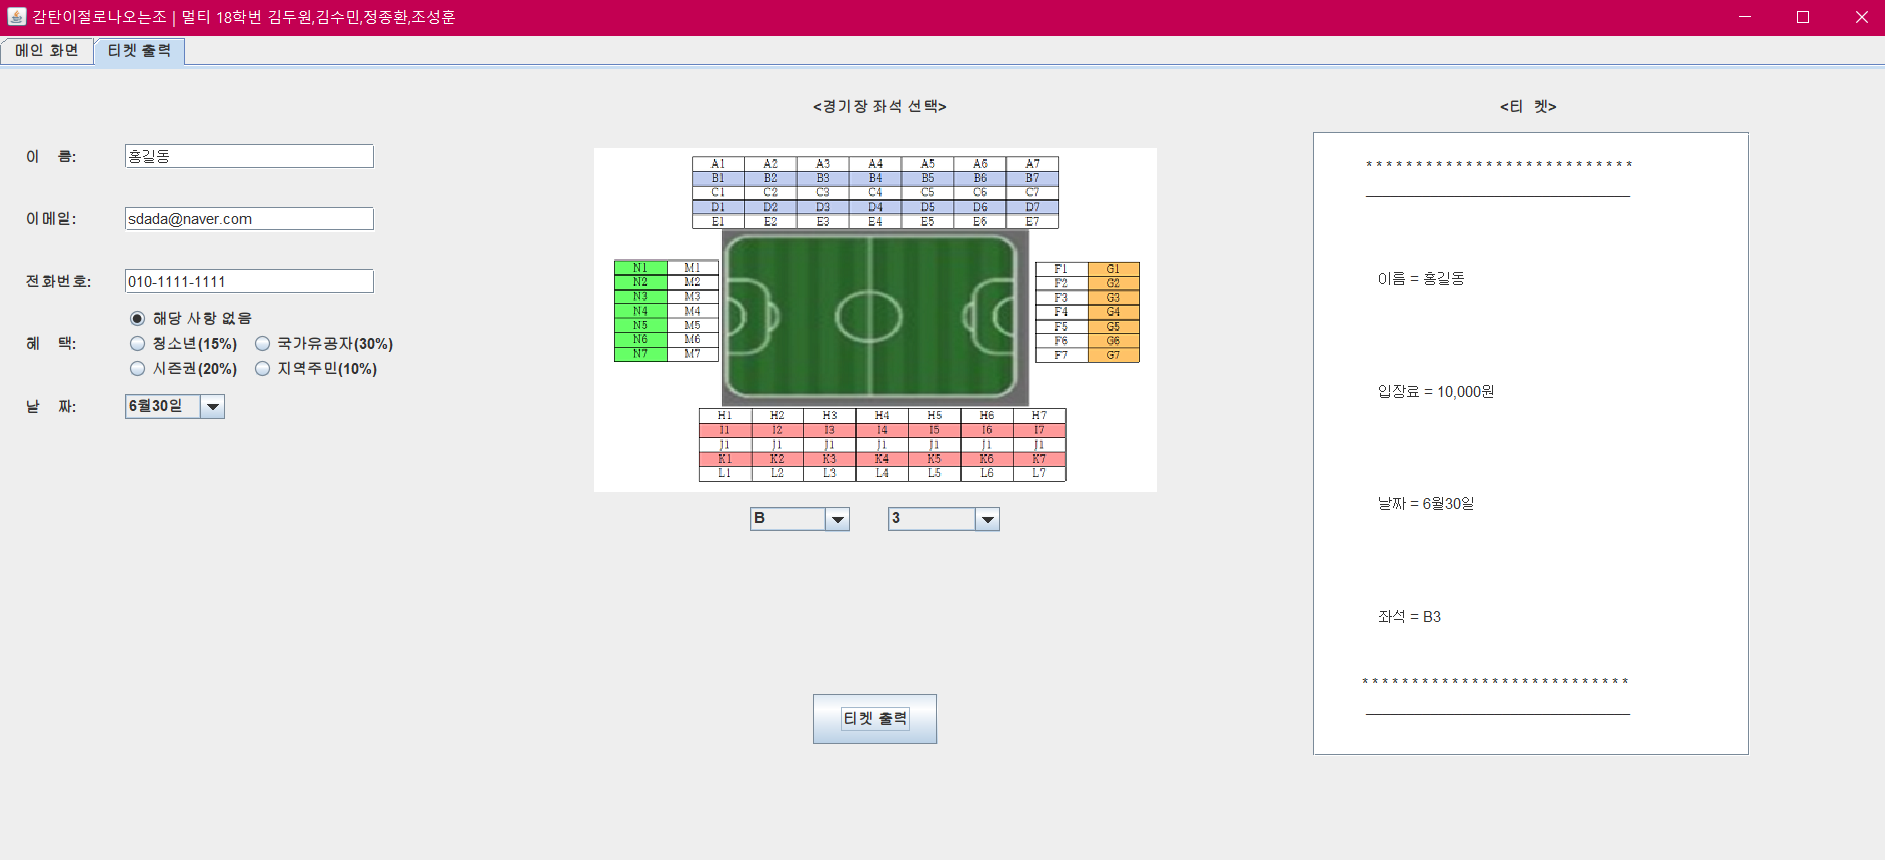 감탄이절로나오는조 | 멀티 18학번 김두원,김수민,정종환,조성훈
메인 화면 티켓 출력
<경기장 좌석 선택>
<티 켓>
이 름: 홍길동
이메일: sdada@naver.com
전화번호: 010-1111-1111
해당 사항 없음
혜 택: 청소년(15%) 국가유공자(30%)
시즌권(20%) 지역주민(10%)
날 짜: 6월30일
A1 A2 A3 A4 A5 A6 A7
B1 B2 B3 B4 B5 B6 B7
C1 C2 C3 C4 C5 C6 C7
D1 D2 D3 D4 D5 D6 D7
E1 E2 E3 E4 E5 E6 E7
N1 M1
N2 M2
N3 M3
N4 M4
N5 M5
N6 M6
N7 M7
F1 G1
F2 G2
F3 G3
F4 G4
F5 G5
F6 G6
F7 G7
H1 H2 H3 H4 H5 H6 H7
I1 I2 I3 I4 I5 I6 I7
J1 J1 J1 J1 J1 J1 J1
K1 K2 K3 K4 K5 K6 K7
L1 L2 L3 L4 L5 L6 L7
B 3
티켓 출력
* * * * * * * * * * * * * * * * * * * * * * * * * * *
이름 = 홍길동
입장료 = 10,000원
날짜 = 6월30일
좌석 = B3
* * * * * * * * * * * * * * * * * * * * * * * * * * *